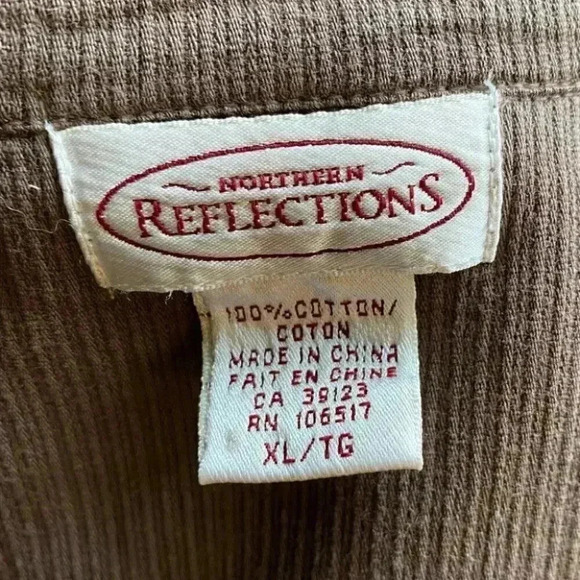 NORTHERN
REFLECTIONS
100% COTTON/
COTON
MADE IN CHINA
FAIT EN CHINE
CA 39123
RN 106517
XL/TG